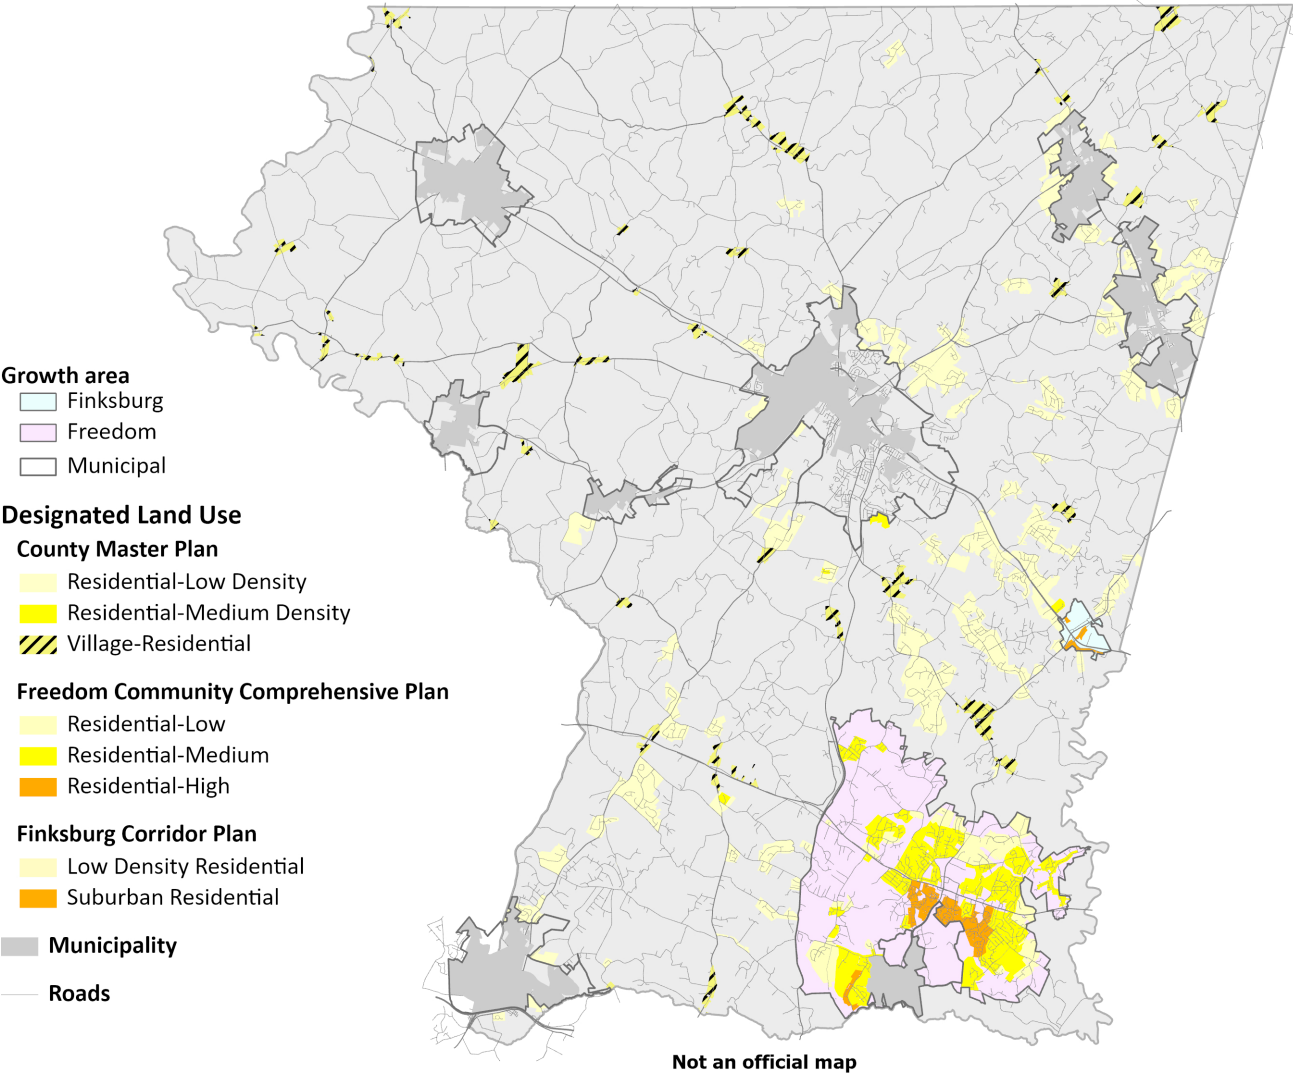 Growth area
Finksburg
Freedom
Municipal
Designated Land Use
County Master Plan
Residential-Low Density
Residential-Medium Density
Village-Residential
Freedom Community Comprehensive Plan
Residential-Low
Residential-Medium
Residential-High
Finksburg Corridor Plan
Low Density Residential
Suburban Residential
Municipality
Roads
Not an official map